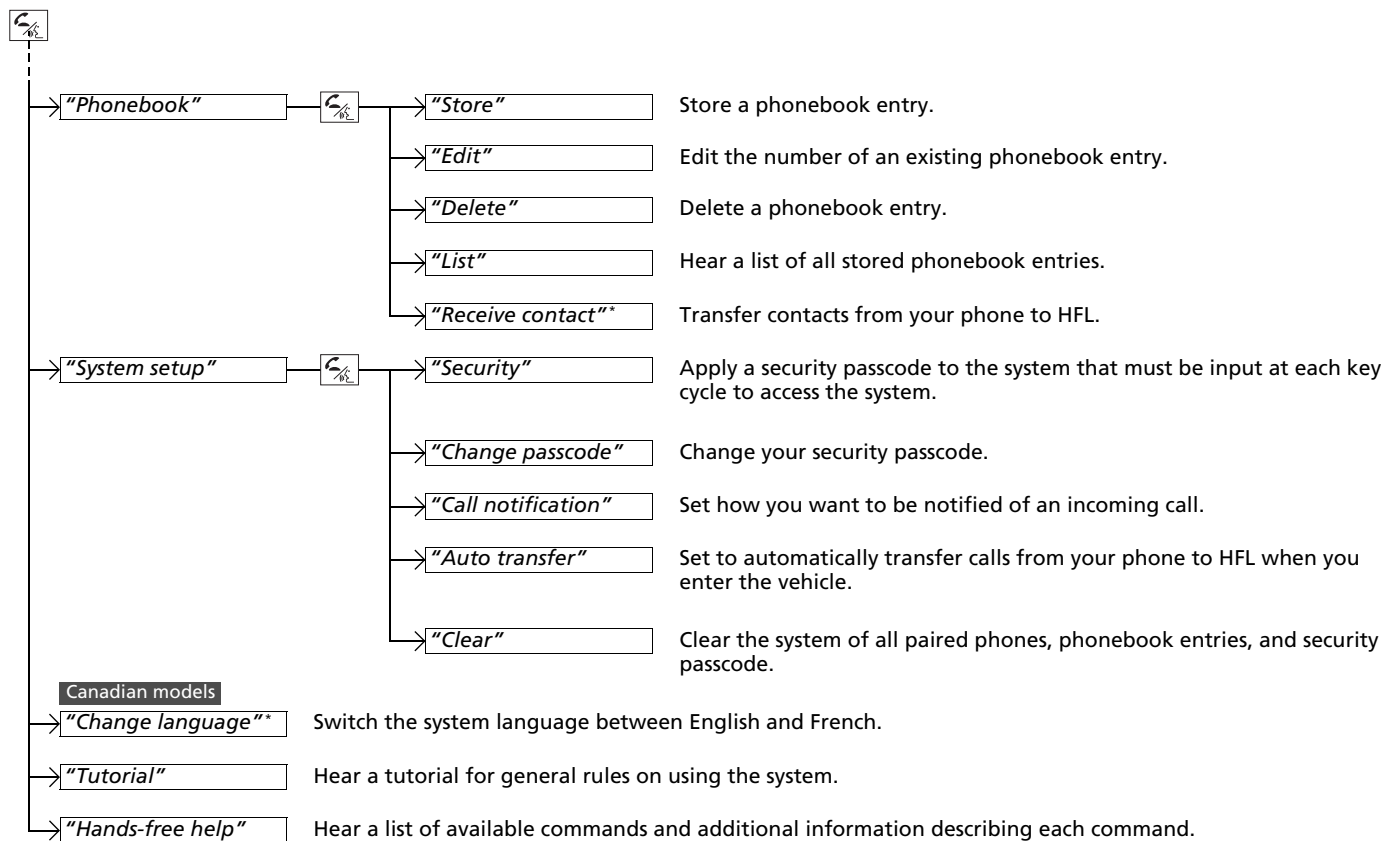 "Phonebook"
"Store" Store a phonebook entry.
"Edit" Edit the number of an existing phonebook entry.
"Delete" Delete a phonebook entry.
"List" Hear a list of all stored phonebook entries.
"Receive contact"* Transfer contacts from your phone to HFL.
"System setup"
"Security" Apply a security passcode to the system that must be input at each key
cycle to access the system.
"Change passcode" Change your security passcode.
"Call notification" Set how you want to be notified of an incoming call.
"Auto transfer" Set to automatically transfer calls from your phone to HFL when you
enter the vehicle.
"Clear" Clear the system of all paired phones, phonebook entries, and security
passcode.
Canadian models
"Change language"* Switch the system language between English and French.
"Tutorial" Hear a tutorial for general rules on using the system.
"Hands-free help" Hear a list of available commands and additional information describing each command.